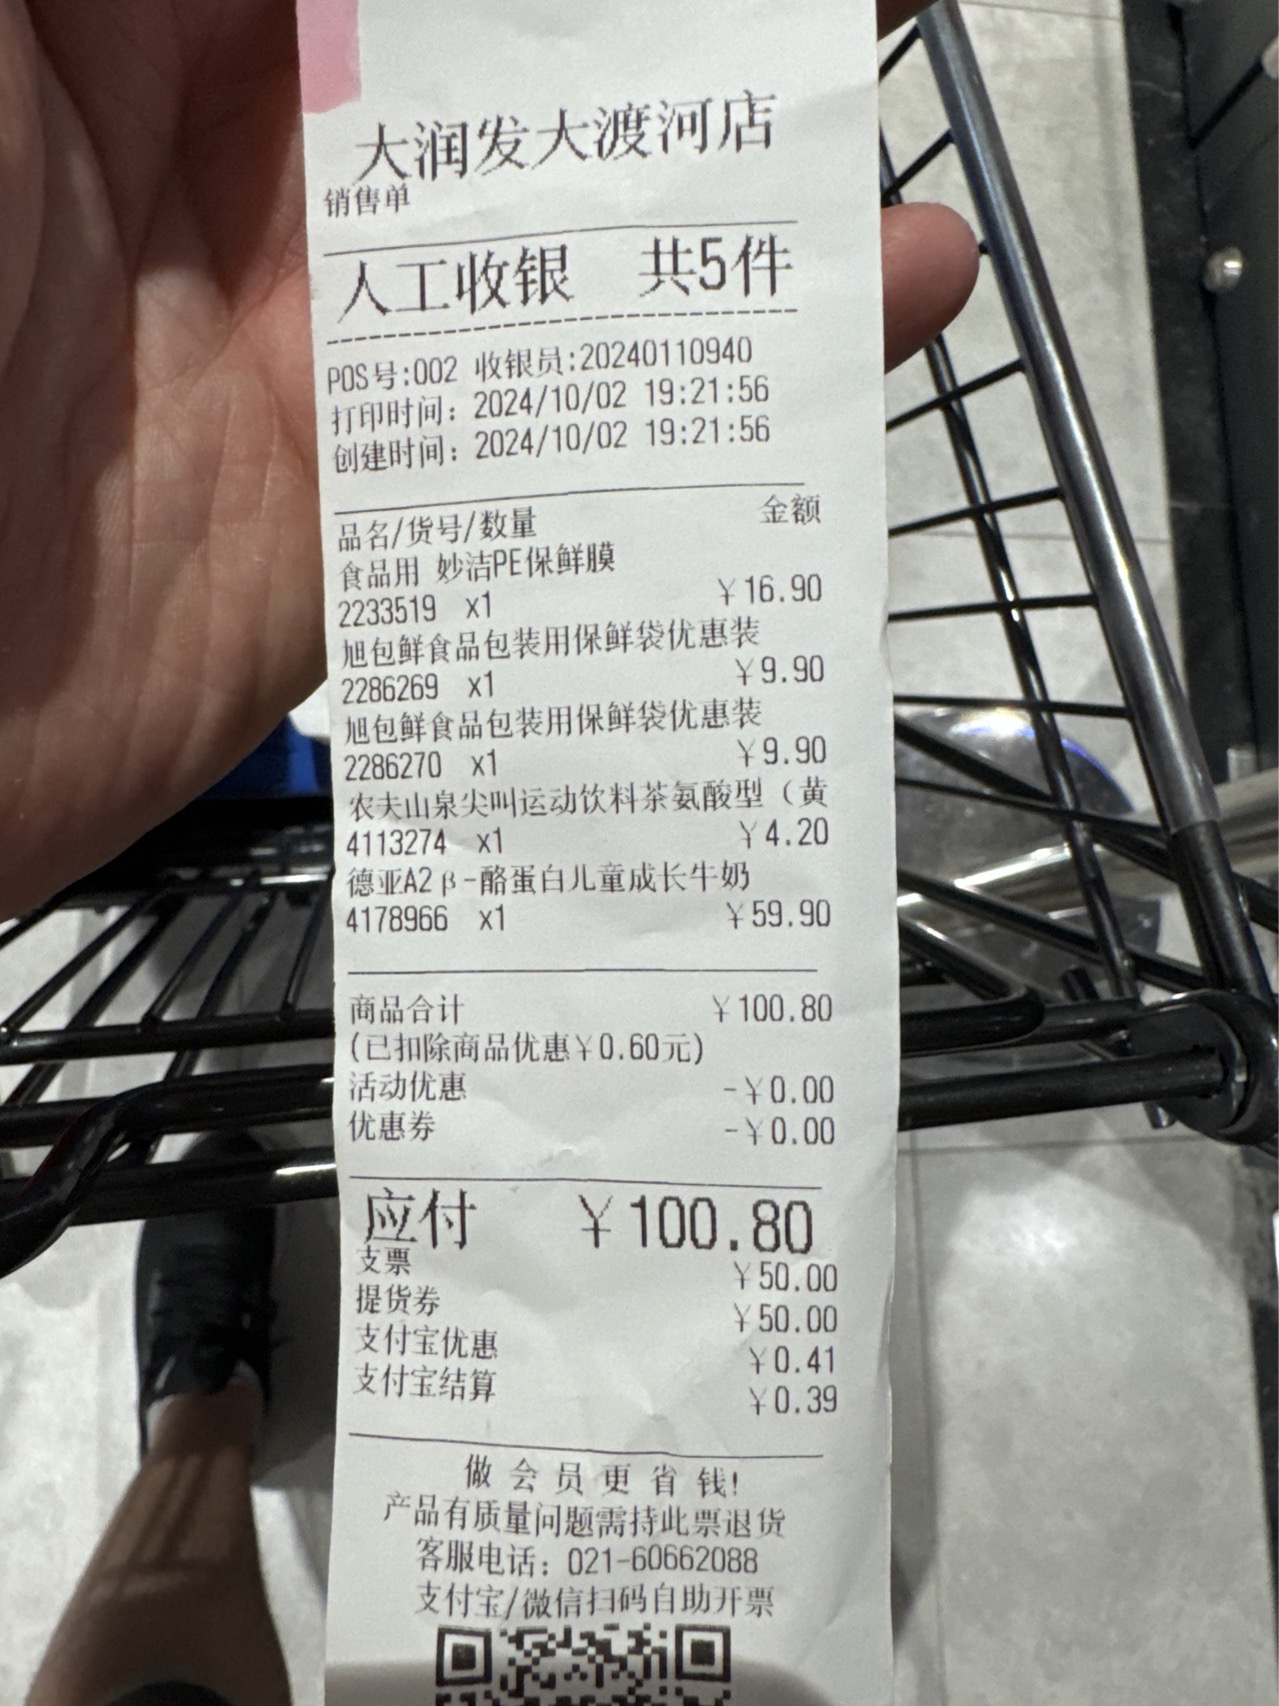 大润发大渡河店
销售单
人工收银 共5件
POS号:002 收银员:20240110940
打印时间: 2024/10/02 19:21:56
创建时间: 2024/10/02 19:21:56
品名/货号/数量 金额
食品用 妙洁PE保鲜膜
2233519 x1 ￥16.90
旭包鲜食品包装用保鲜袋优惠装
2286269 x1 ￥9.90
旭包鲜食品包装用保鲜袋优惠装
2286270 x1 ￥9.90
农夫山泉尖叫运动饮料茶氨酸型（黄
4113274 x1 ￥4.20
德亚A2 β-酪蛋白儿童成长牛奶
4178966 x1 ￥59.90
商品合计 ￥100.80
(已扣除商品优惠￥0.60元)
活动优惠 -￥0.00
优惠券 -￥0.00
应付 ￥100.80
支票 ￥50.00
提货券 ￥50.00
支付宝优惠 ￥0.41
支付宝结算 ￥0.39
做会员更省钱!
产品有质量问题需持此票退货
客服电话: 021-60662088
支付宝/微信扫码自助开票